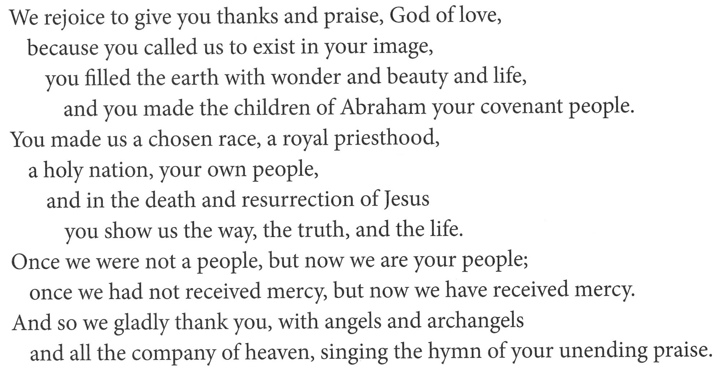 We rejoice to give you thanks and praise, God of love,
because you called us to exist in your image,
you filled the earth with wonder and beauty and life,
and you made the children of Abraham your covenant people.
You made us a chosen race, a royal priesthood,
a holy nation, your own people,
and in the death and resurrection of Jesus
you show us the way, the truth, and the life.
Once we were not a people, but now we are your people;
once we had not received mercy, but now we have received mercy.
And so we gladly thank you, with angels and archangels
and all the company of heaven, singing the hymn of your unending praise.